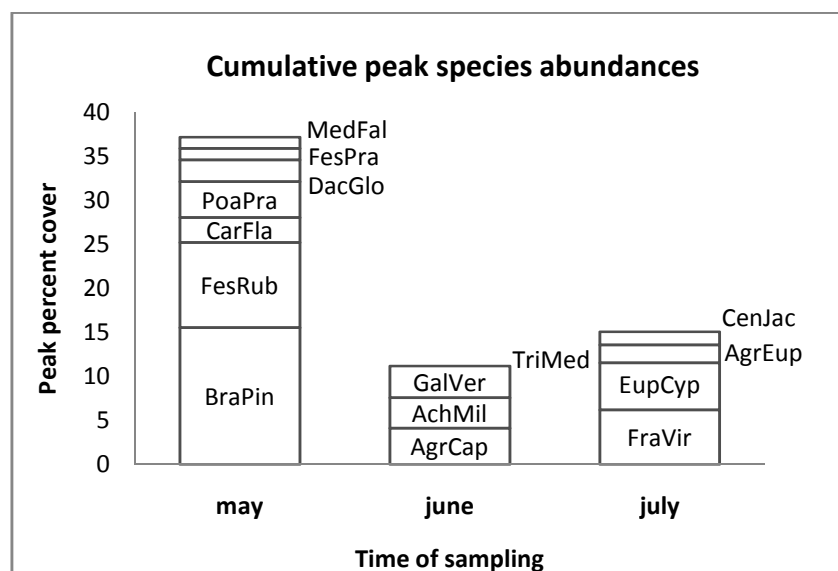 Cumulative peak species abundances
Peak percent cover
40
35
30
25
20
15
10
5
0
MedFal
FesPra
DacGlo
PoaPra
CarFla
FesRub
BraPin
TriMed
GalVer
AchMil
AgrCap
CenJac
AgrEup
EupCyp
FraVir
may
june
july
Time of sampling